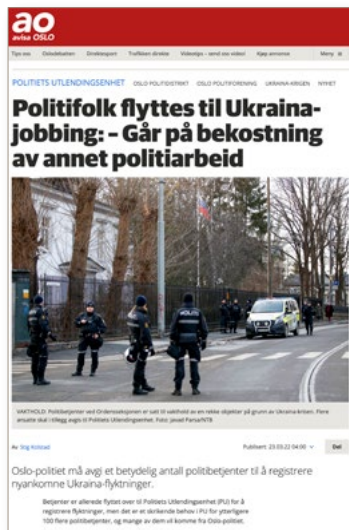 ao
avisa OSLO
Tips oss Oslodebatten Direktesport Trafikken direkte Videotips - send oss video! Kjøp annonse Meny
POLITIETS UTLENDINGSENHET OSLO POLITIDISTRIKT OSLO POLITIFORENING UKRAINA-KRIGEN NYHET
Politifolk flyttes til Ukraina-
jobbing: – Går på bekostning
av annet politiarbeid
POLITI
VAKTHOLD: Politibetjenter ved Ordensseksjonen er satt til vakthold av en rekke objekter på grunn av Ukraina-krisen. Flere
ansatte skal i tillegg avgis til Politiets Utlendingsenhet. Foto: Javad Parsa/NTB
Av Stig Kolstad Publisert: 23.03.22 04:00 Del
Oslo-politiet må avgi et betydelig antall politibetjenter til å registrere
nyankomne Ukraina-flyktninger.
Betjenter er allerede flyttet over til Politiets Utlendingsenhet (PU) for å
registrere flyktninger, men det er et skrikende behov i PU for ytterligere
100 flere politibetjenter, og mange av dem vil komme fra Oslo-politiet.